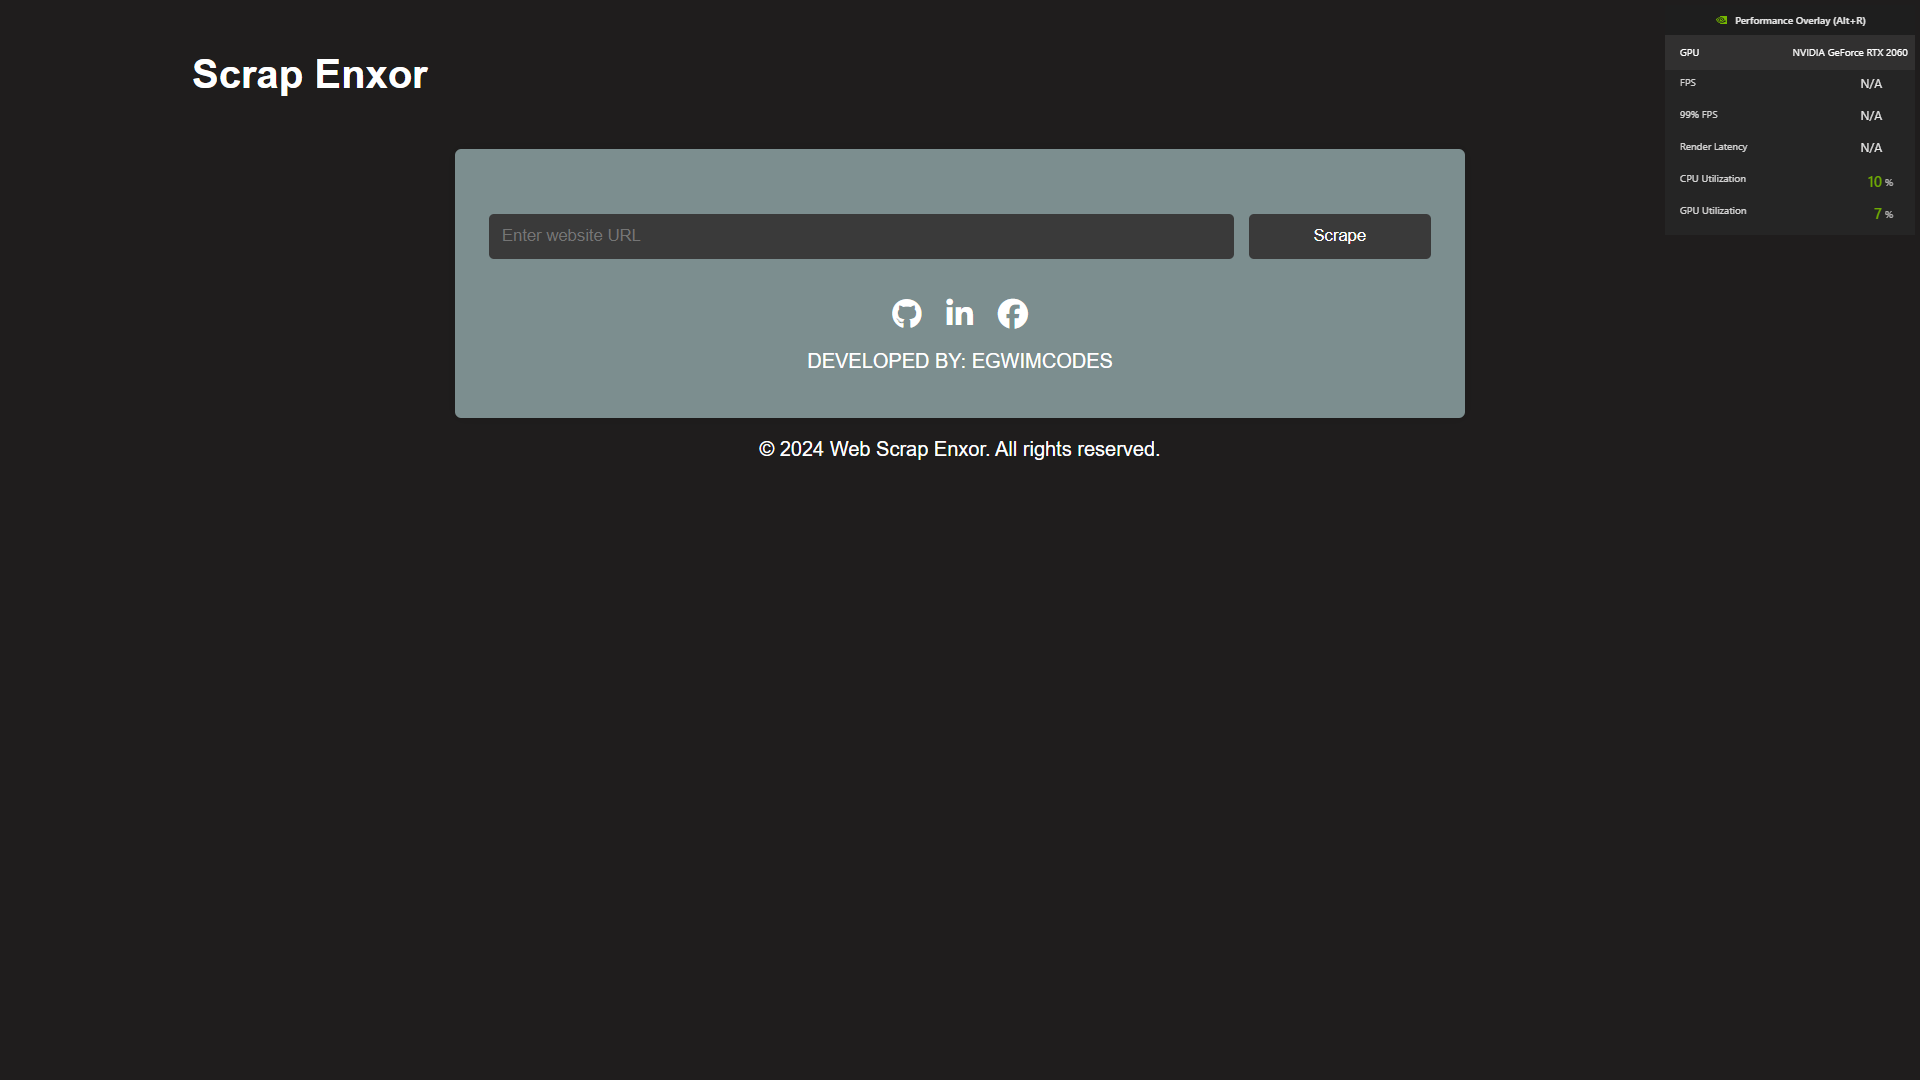 Scrap Enxor
Enter website URL
Scrape
DEVELOPED BY: EGWIMCODES
© 2024 Web Scrap Enxor. All rights reserved.
Performance Overlay (Alt+R)
GPU NVIDIA GeForce RTX 2060
FPS N/A
99% FPS N/A
Render Latency N/A
CPU Utilization 10 %
GPU Utilization 7 %